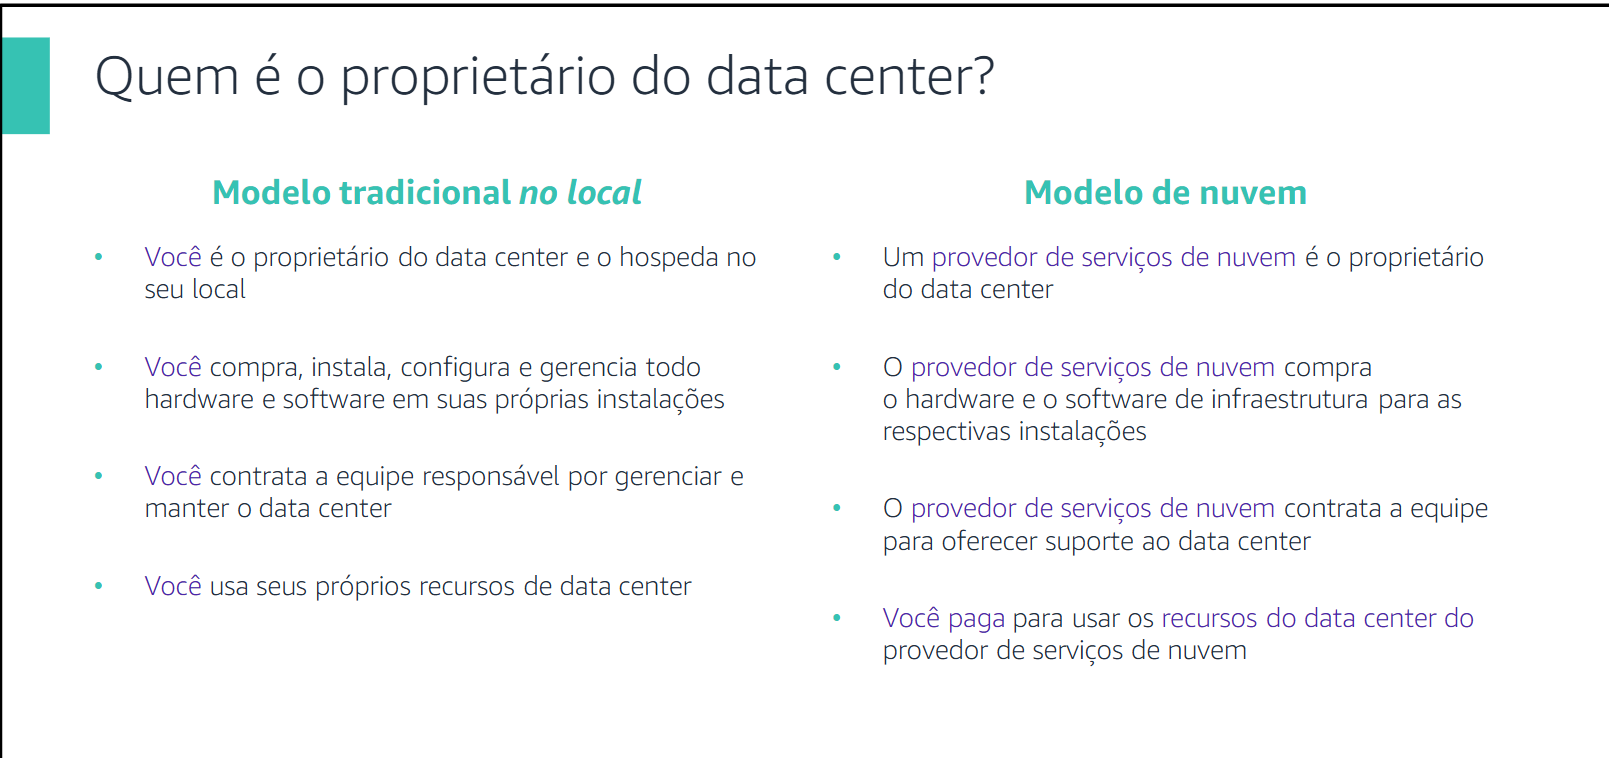 Quem é o proprietário do data center?
Modelo tradicional no local
• Você é o proprietário do data center e o hospeda no
seu local
• Você compra, instala, configura e gerencia todo
hardware e software em suas próprias instalações
• Você contrata a equipe responsável por gerenciar e
manter o data center
• Você usa seus próprios recursos de data center
Modelo de nuvem
• Um provedor de serviços de nuvem é o proprietário
do data center
• O provedor de serviços de nuvem compra
o hardware e o software de infraestrutura para as
respectivas instalações
• O provedor de serviços de nuvem contrata a equipe
para oferecer suporte ao data center
• Você paga para usar os recursos do data center do
provedor de serviços de nuvem